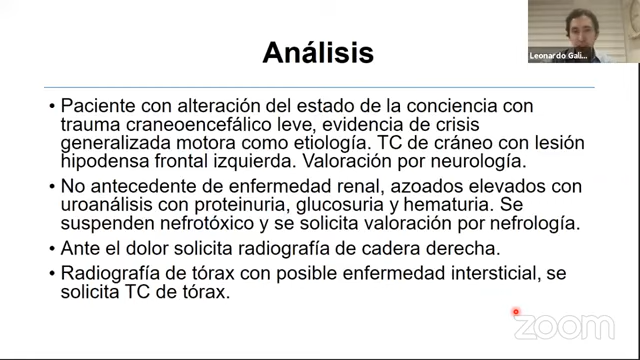 Análisis
Leonardo Gali...
• Paciente con alteración del estado de la conciencia con
trauma craneoencefálico leve, evidencia de crisis
generalizada motora como etiología. TC de cráneo con lesión
hipodensa frontal izquierda. Valoración por neurología.
• No antecedente de enfermedad renal, azoados elevados con
uroanálisis con proteinuria, glucosuria y hematuria. Se
suspenden nefrotóxico y se solicita valoración por nefrología.
• Ante el dolor solicita radiografía de cadera derecha.
• Radiografía de tórax con posible enfermedad intersticial, se
solicita TC de tórax.
zoom